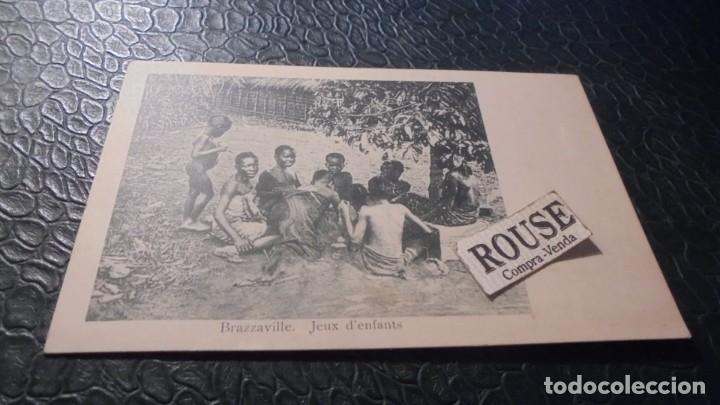 ROUSE
Compra-Venda
Brazzaville. Jeux d'enfants
todocoleccion